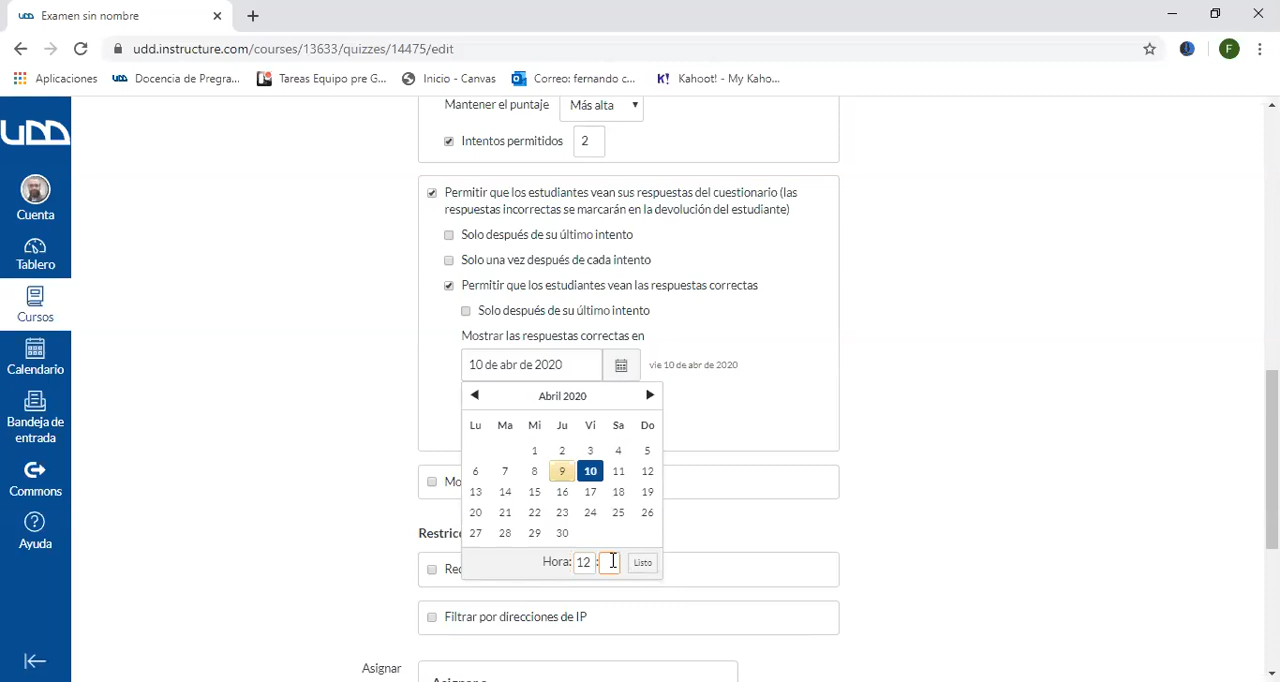 Examen sin nombre
udd.instructure.com/courses/13633/quizzes/14475/edit
F
Aplicaciones
UDD
Docencia de Pregra...
Tareas Equipo pre G...
Inicio - Canvas
Correo: fernando c...
K! Kahoot! - My Kaho...
UDD
Cuenta
Tablero
Cursos
Calendario
Bandeja de
entrada
Commons
Ayuda
Mantener el puntaje
Más alta
Intentos permitidos
2
Permitir que los estudiantes vean sus respuestas del cuestionario (las
respuestas incorrectas se marcarán en la devolución del estudiante)
Solo después de su último intento
Solo una vez después de cada intento
Permitir que los estudiantes vean las respuestas correctas
Solo después de su último intento
Mostrar las respuestas correctas en
10 de abr de 2020
vie 10 de abr de 2020
Abril 2020
Lu Ma Mi Ju Vi Sa Do
1 2 3 4 5
6 7 8 9 10 11 12
13 14 15 16 17 18 19
20 21 22 23 24 25 26
27 28 29 30
Hora: 12 :
Listo
Mo
Restricc
Rec
Filtrar por direcciones de IP
Asignar